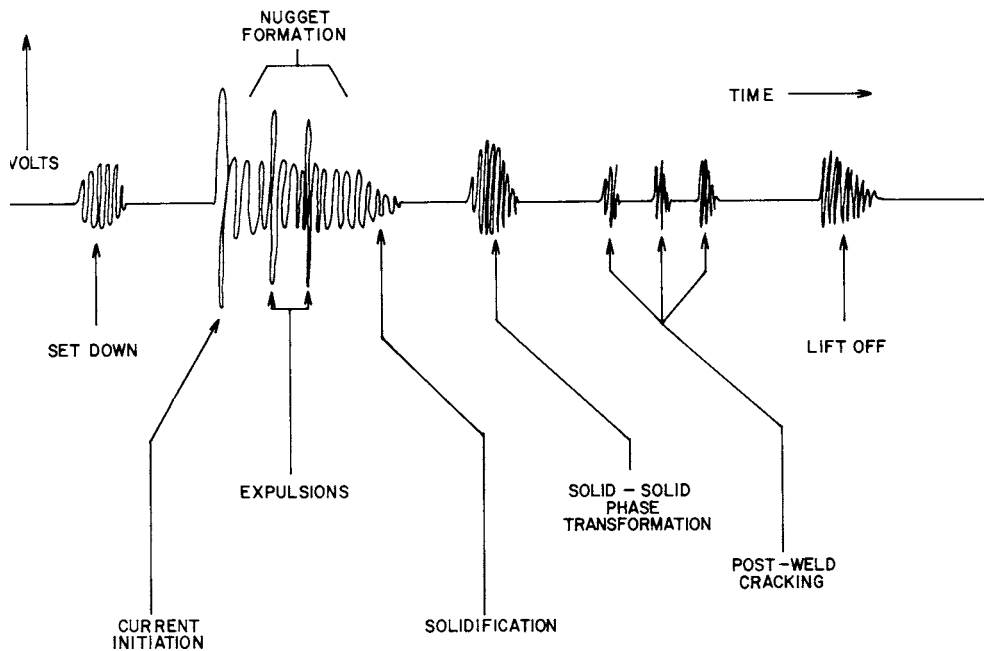 NUGGET
FORMATION
TIME
VOLTS
SET DOWN
LIFT OFF
EXPULSIONS
SOLID - SOLID
PHASE
TRANSFORMATION
POST-WELD
CRACKING
CURRENT
INITIATION
SOLIDIFICATION